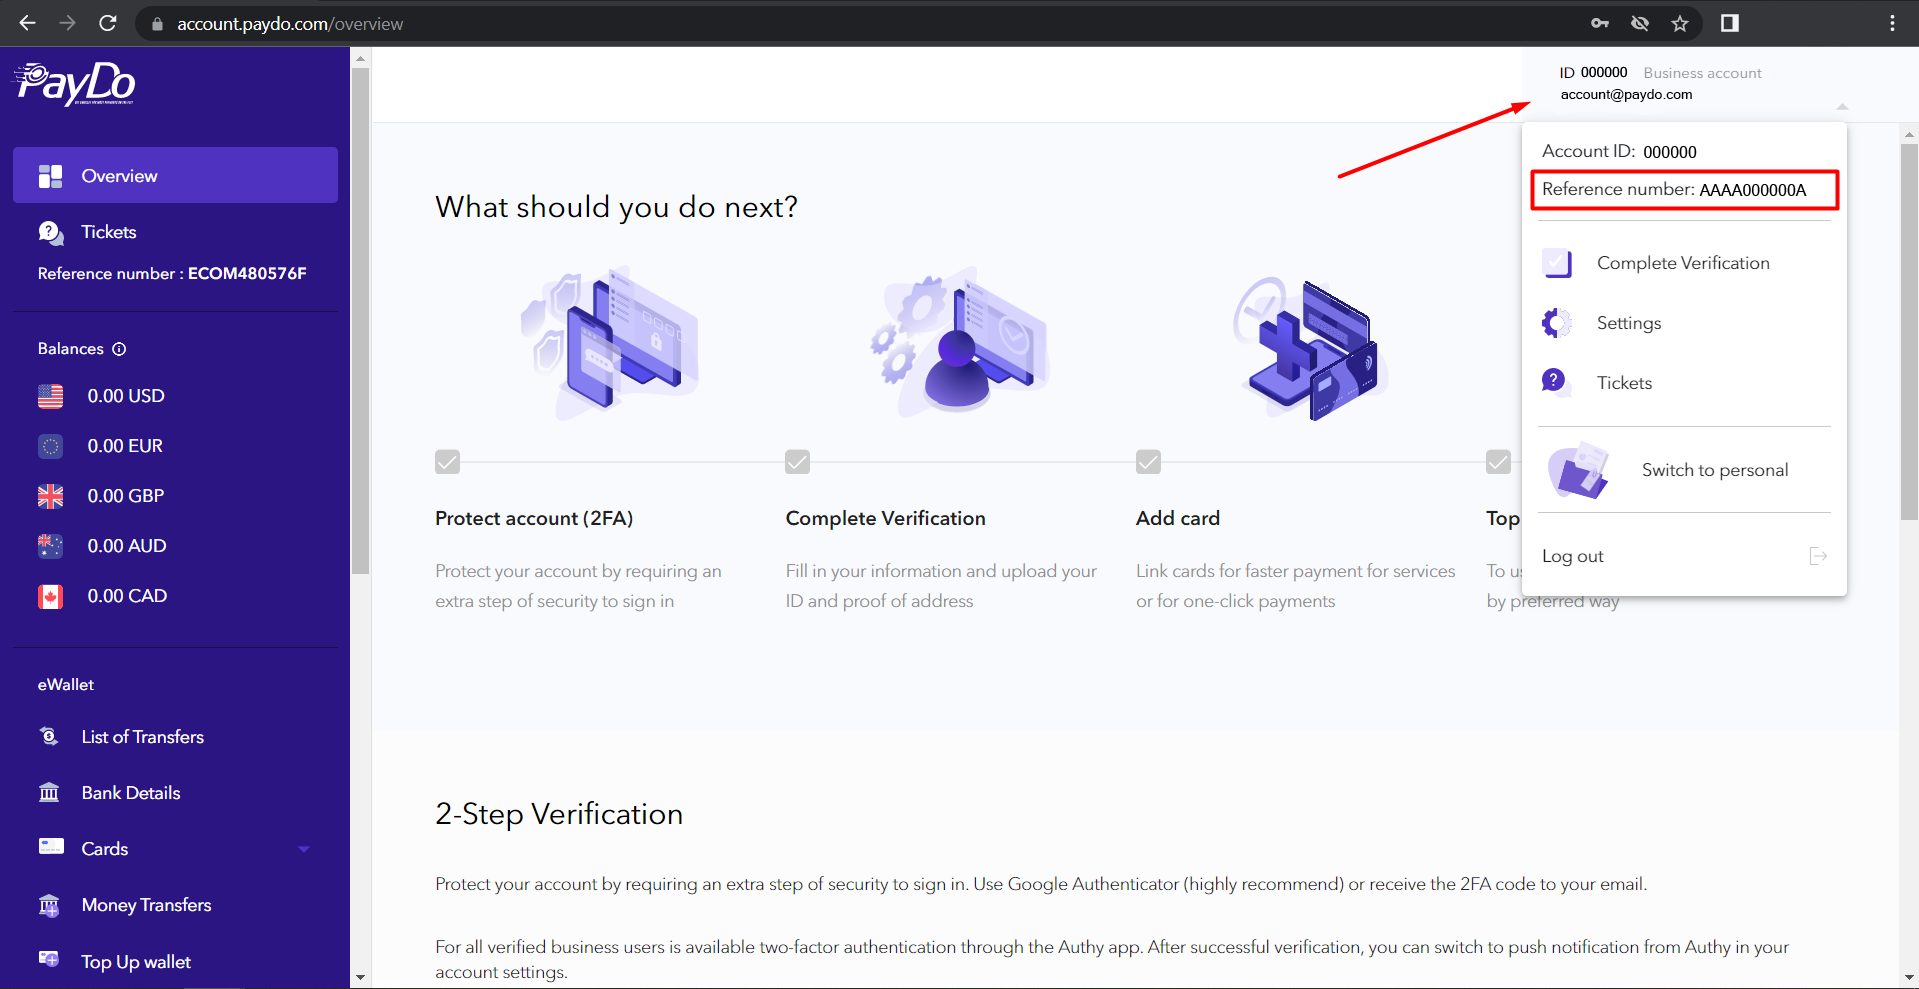 account.paydo.com/overview
PayDo
ID 000000 Business account
account@paydo.com
Overview
Tickets
Reference number : ECOM480576F
Balances
0.00 USD
0.00 EUR
0.00 GBP
0.00 AUD
0.00 CAD
eWallet
List of Transfers
Bank Details
Cards
Money Transfers
Top Up wallet
What should you do next?
Protect account (2FA)
Protect your account by requiring an
extra step of security to sign in
Complete Verification
Fill in your information and upload your
ID and proof of address
Add card
Link cards for faster payment for services
or for one-click payments
Top
To u
by preferred way
Account ID: 000000
Reference number: AAAA000000A
Complete Verification
Settings
Tickets
Switch to personal
Log out
2-Step Verification
Protect your account by requiring an extra step of security to sign in. Use Google Authenticator (highly recommend) or receive the 2FA code to your email.
For all verified business users is available two-factor authentication through the Authy app. After successful verification, you can switch to push notification from Authy in your
account settings.